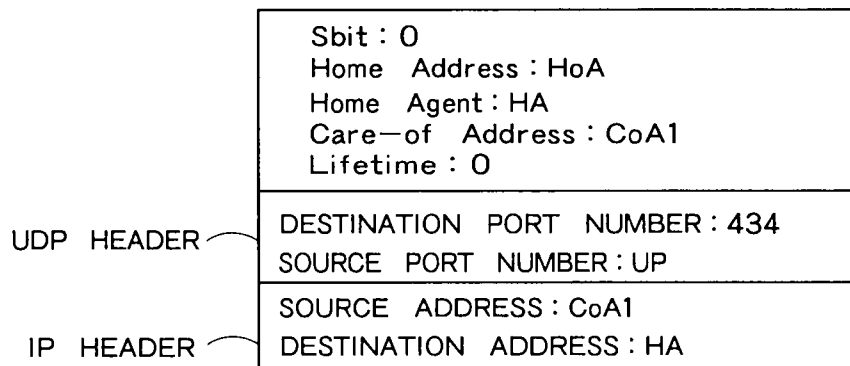 Sbit : 0
Home Address : HoA
Home Agent : HA
Care-of Address : CoA1
Lifetime : 0
UDP HEADER
DESTINATION PORT NUMBER : 434
SOURCE PORT NUMBER : UP
SOURCE ADDRESS : CoA1
IP HEADER
DESTINATION ADDRESS : HA